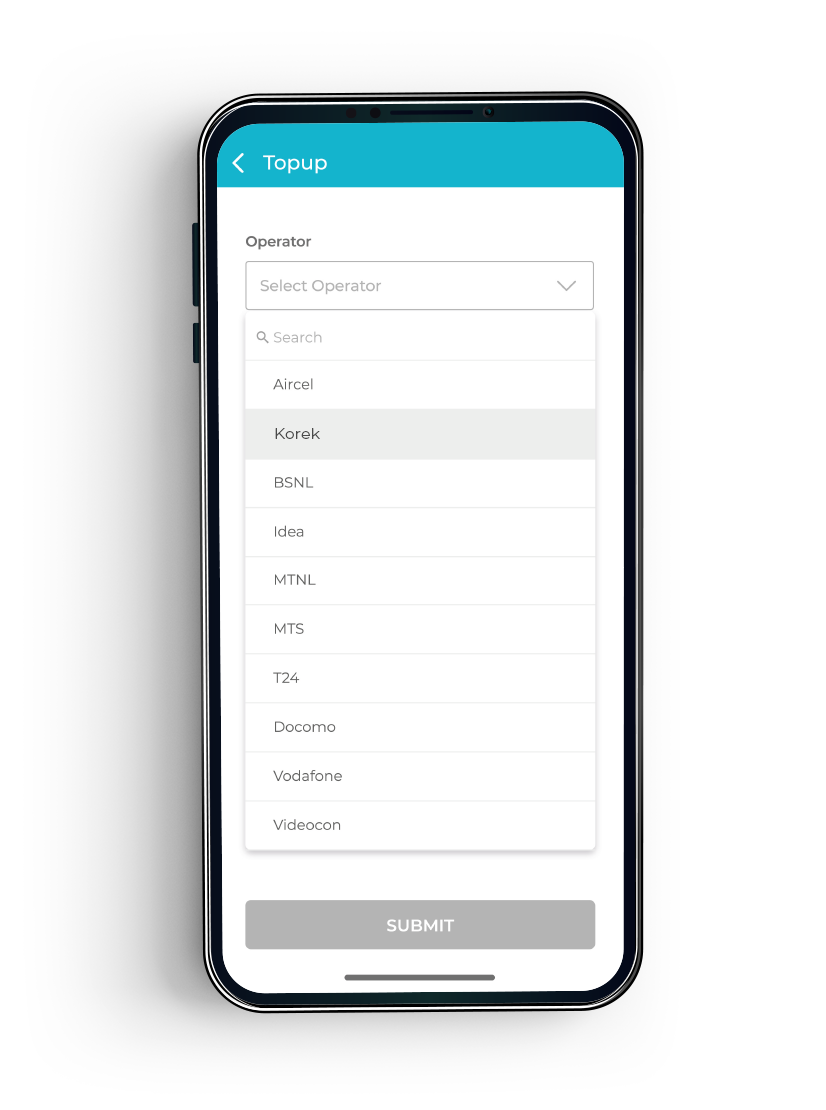 Topup
Operator
Select Operator
Search
Aircel
Korek
BSNL
Idea
MTNL
MTS
T24
Docomo
Vodafone
Videocon
SUBMIT